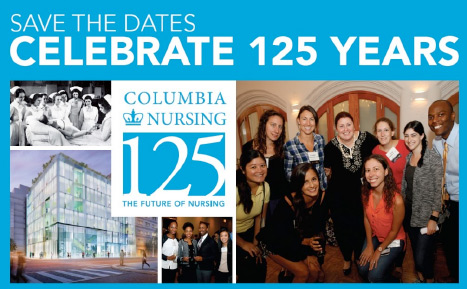 SAVE THE DATES
CELEBRATE 125 YEARS
COLUMBIA
NURSING
125
THE FUTURE OF NURSING